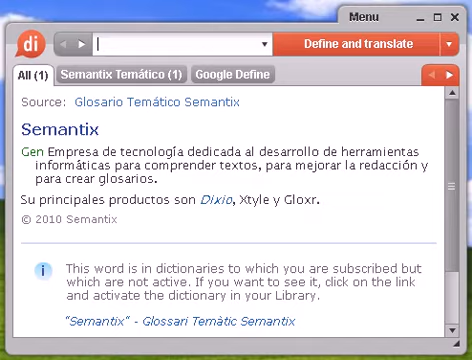 Menu
di
Define and translate
All (1)
Semantix Temático (1)
Google Define
Source: Glosario Temático Semantix
Semantix
Gen Empresa de tecnología dedicada al desarrollo de herramientas
informáticas para comprender textos, para mejorar la redacción y
para crear glosarios.
Su principales productos son Dixio, Xtyle y Gloxr.
© 2010 Semantix
i
This word is in dictionaries to which you are subscribed but
which are not active. If you want to see it, click on the link
and activate the dictionary in your Library.
"Semantix" - Glossari Temàtic Semantix